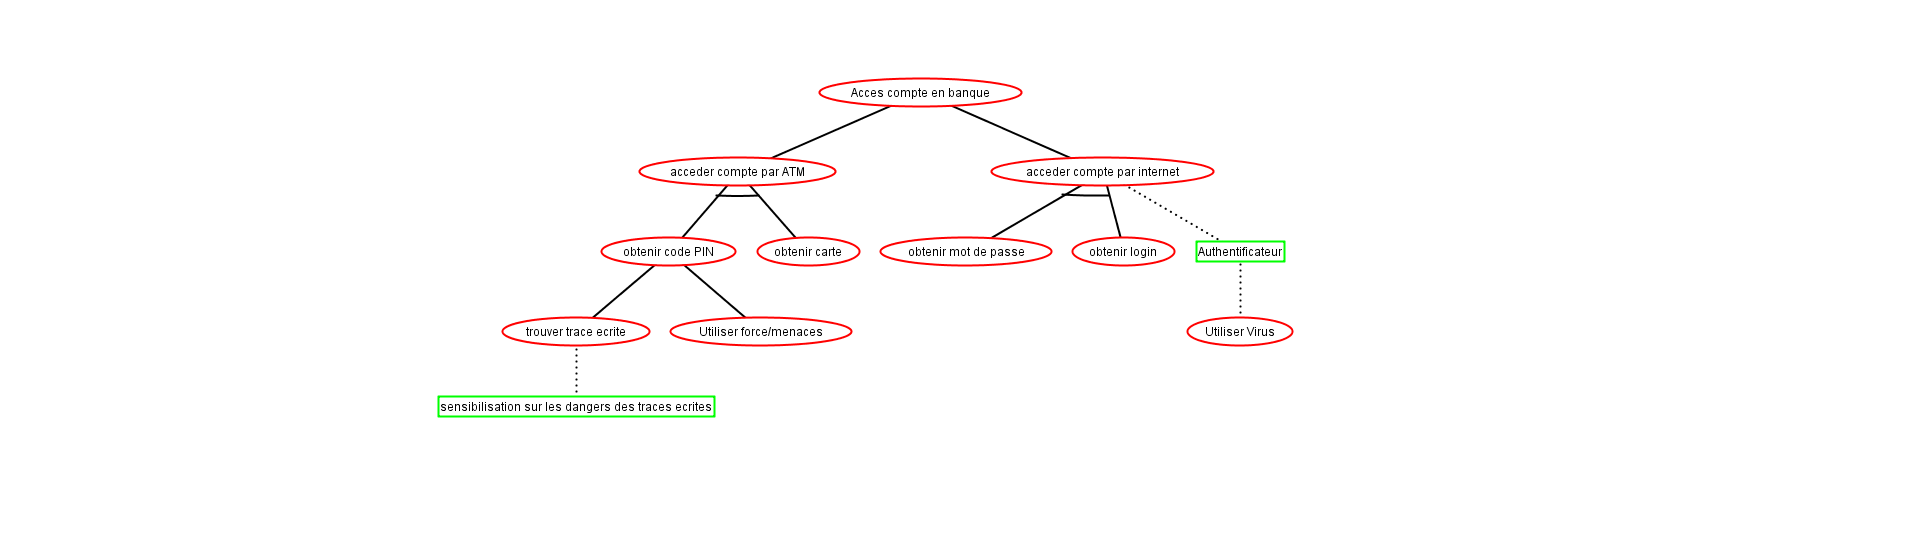 Acces compte en banque
acceder compte par ATM
acceder compte par internet
obtenir code PIN
obtenir carte
obtenir mot de passe
obtenir login
Authentificateur
trouver trace ecrite
Utiliser force/menaces
Utiliser Virus
sensibilisation sur les dangers des traces ecrites